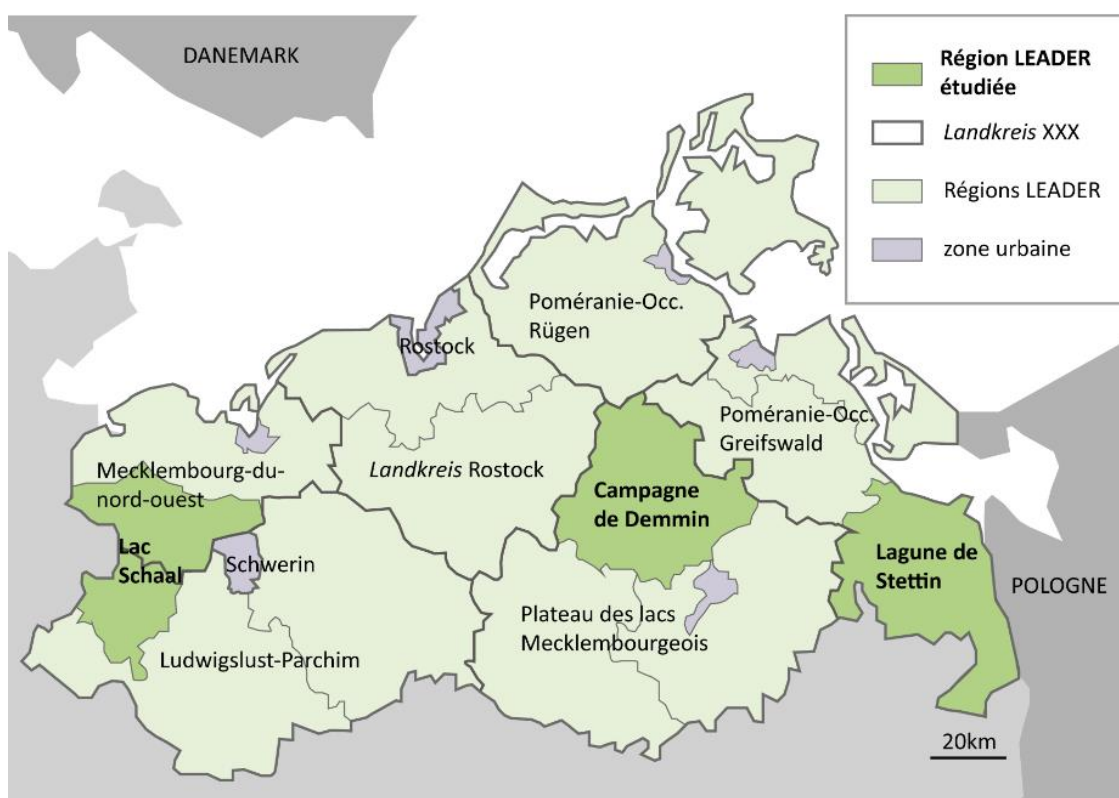 DANEMARK
Région LEADER
étudiée
Landkreis XXX
Régions LEADER
zone urbaine
Poméranie-Occ.
Rügen
Rostock
Poméranie-Occ.
Greifswald
Mecklembourg-du-
nord-ouest
Landkreis Rostock
Campagne
de Demmin
Lac
Schaal
Schwerin
Lagune de
Stettin
POLOGNE
Plateau des lacs
Mecklembourgeois
Ludwigslust-Parchim
20km